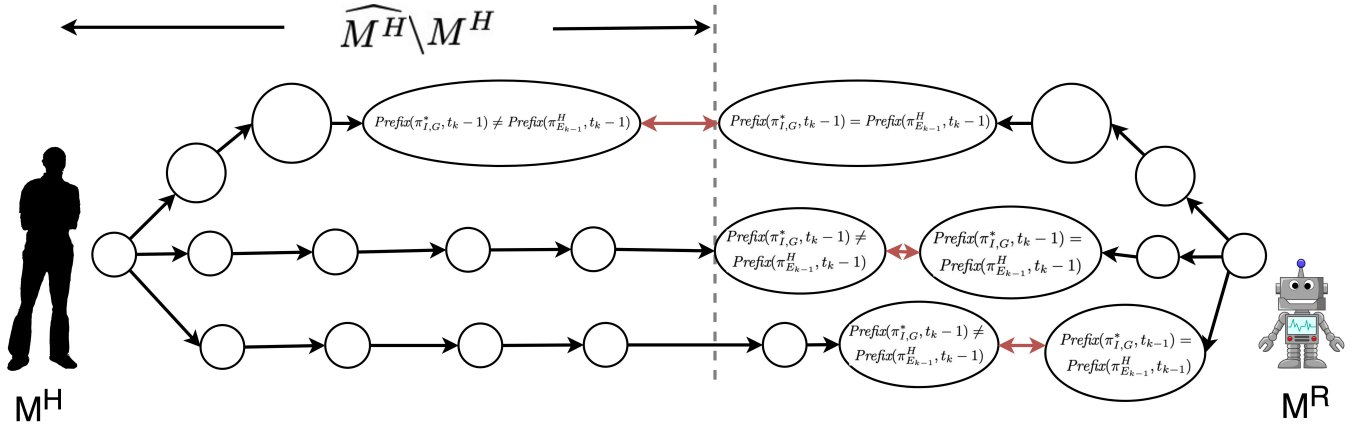 $\widehat{M^H} \backslash M^H$
$Prefix(\pi^*_{I,G}, t_k - 1) \neq Prefix(\pi^H_{E_{k-1}}, t_k - 1)$
$Prefix(\pi^*_{I,G}, t_k - 1) = Prefix(\pi^H_{E_{k-1}}, t_k - 1)$
$Prefix(\pi^*_{I,G}, t_k - 1) \neq$
$Prefix(\pi^H_{E_{k-1}}, t_k - 1)$
$Prefix(\pi^*_{I,G}, t_k - 1) =$
$Prefix(\pi^H_{E_{k-1}}, t_k - 1)$
$Prefix(\pi^*_{I,G}, t_k - 1) \neq$
$Prefix(\pi^H_{E_{k-1}}, t_k - 1)$
$Prefix(\pi^*_{I,G}, t_{k-1}) =$
$Prefix(\pi^H_{E_{k-1}}, t_{k-1})$
$M^H$
$M^R$